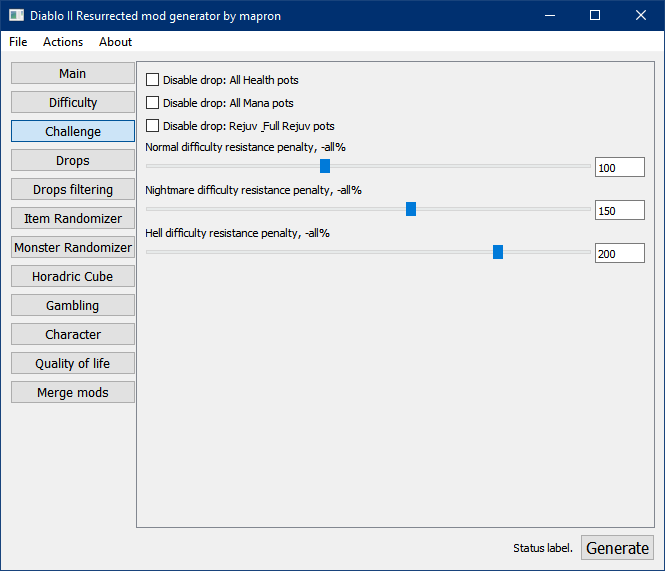 Diablo II Resurrected mod generator by mapron
File Actions About
Main
Difficulty
Challenge
Drops
Drops filtering
Item Randomizer
Monster Randomizer
Horadric Cube
Gambling
Character
Quality of life
Merge mods
Disable drop: All Health pots
Disable drop: All Mana pots
Disable drop: Rejuv _Full Rejuv pots
Normal difficulty resistance penalty, -all%
100
Nightmare difficulty resistance penalty, -all%
150
Hell difficulty resistance penalty, -all%
200
Status label. Generate